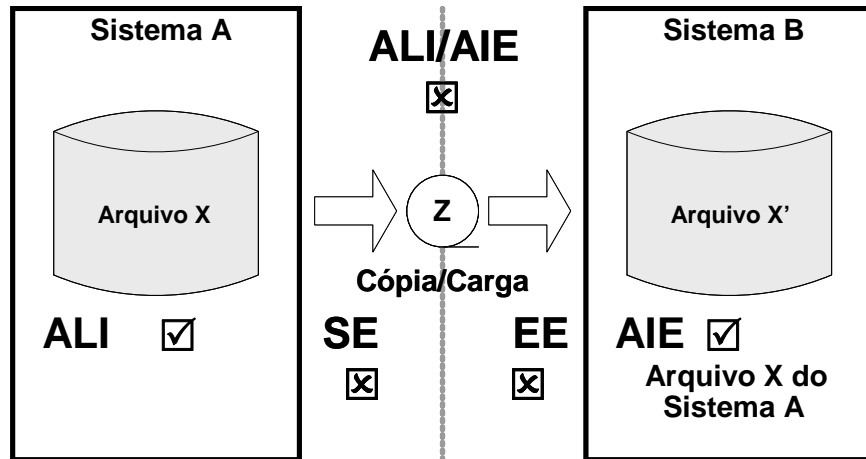 Sistema A
ALI/AIE
Sistema B
Arquivo X
Z
Arquivo X’
Cópia/Carga
ALI
SE
EE
AIE
Arquivo X do
Sistema A